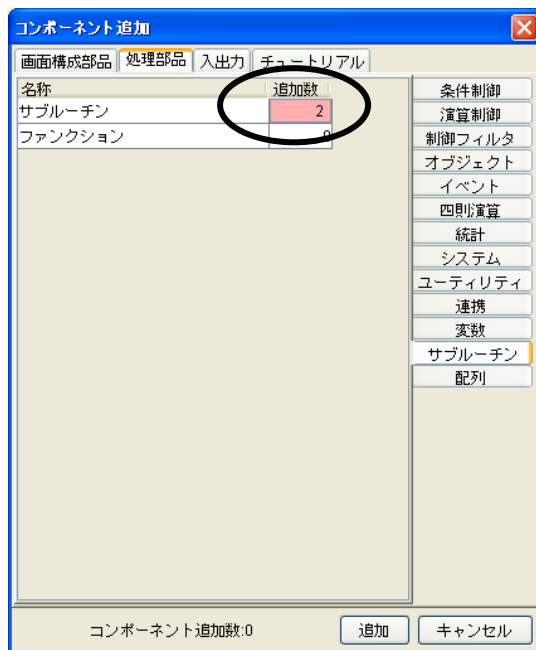 コンポーネント追加
画面構成部品 処理部品 入出力 チュートリアル
名称 追加数
サブルーチン 2
ファンクション 0
条件制御
演算制御
制御フィルタ
オブジェクト
イベント
四則演算
統計
システム
ユーティリティ
連携
変数
サブルーチン
配列
コンポーネント追加数:0 追加 キャンセル